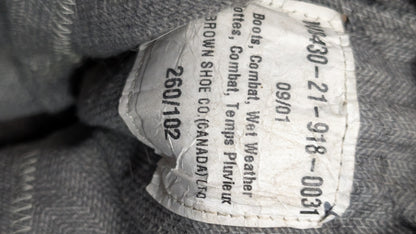 8430-21-918-0031
09/01
Boots, Combat, Wet Weather
ottes, Combat, Temps Pluvieux
BROWN SHOE CO.(CANADA)LTD
260/102